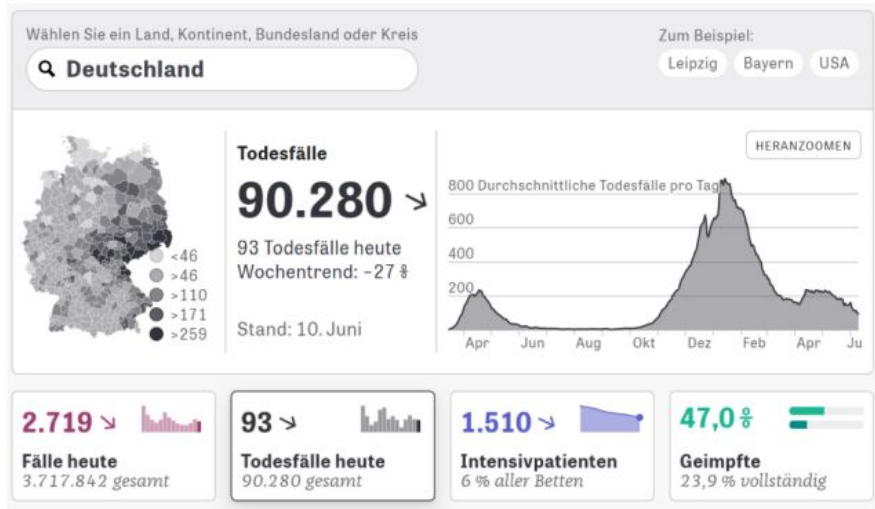 Wählen Sie ein Land, Kontinent, Bundesland oder Kreis
Deutschland
Zum Beispiel:
Leipzig Bayern USA
HERANZOOMEN
Todesfälle
90.280
93 Todesfälle heute
Wochentrend: -27 %
Stand: 10. Juni
<46
>46
>110
>171
>259
800 Durchschnittliche Todesfälle pro Tag
600
400
200
Apr Jun Aug Okt Dez Feb Apr Ju
2.719
Fälle heute
3.717.842 gesamt
93
Todesfälle heute
90.280 gesamt
1.510
Intensivpatienten
6 % aller Betten
47,0 %
Geimpfte
23,9 % vollständig